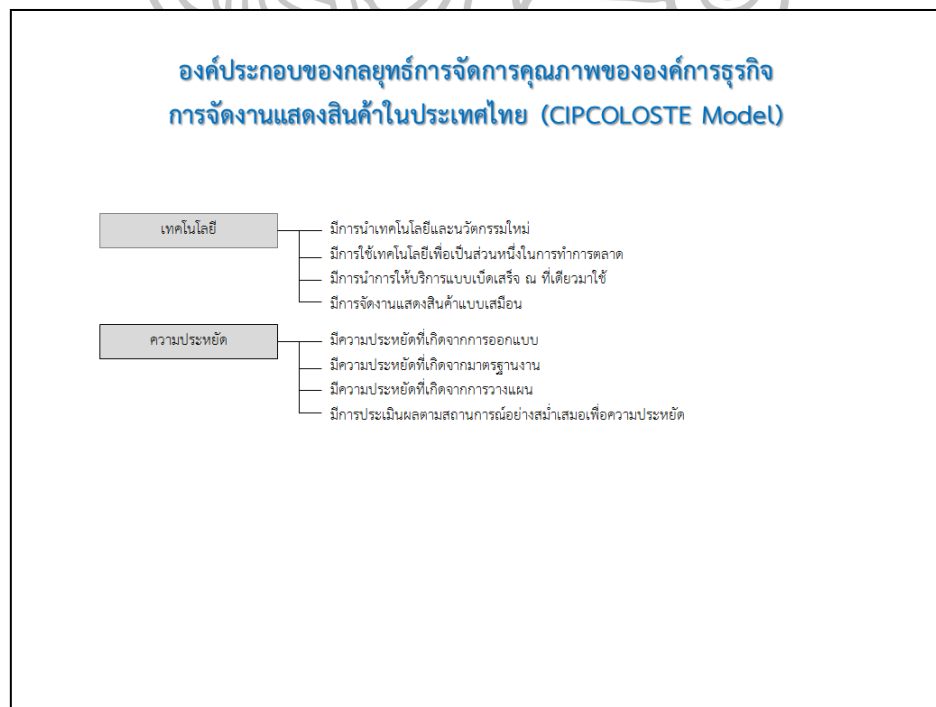 องค์ประกอบของกลยุทธ์การจัดการคุณภาพขององค์การธุรกิจ
การจัดงานแสดงสินค้าในประเทศไทย (CIPCOLOSTE Model)
เทคโนโลยี
มีการนำเทคโนโลยีและนวัตกรรมใหม่
มีการใช้เทคโนโลยีเพื่อเป็นส่วนหนึ่งในการทำการตลาด
มีการนำการให้บริการแบบเบ็ดเสร็จ ณ ที่เดียวมาใช้
มีการจัดงานแสดงสินค้าแบบเสมือน
ความประหยัด
มีความประหยัดที่เกิดจากการออกแบบ
มีความประหยัดที่เกิดจากมาตรฐานงาน
มีความประหยัดที่เกิดจากการวางแผน
มีการประเมินผลตามสถานการณ์อย่างสม่ำเสมอเพื่อความประหยัด